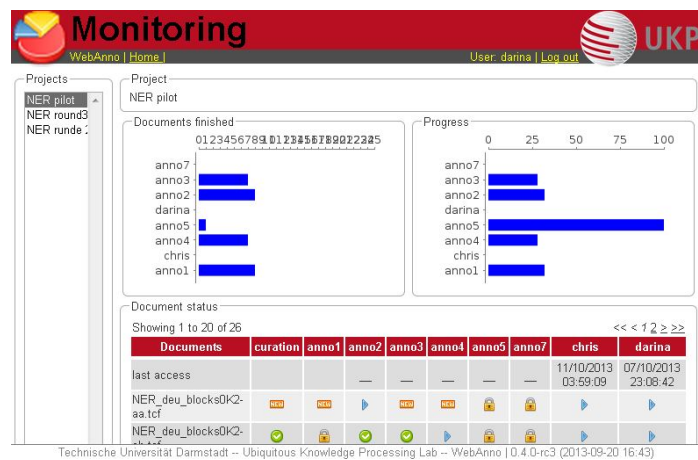 Monitoring
UKP
WebAnno | Home |
User: darina | Log out
Projects
NER pilot
NER round3
NER runde 2
Project
NER pilot
Documents finished
Progress
0 25 50 75 100
anno7
anno3
anno2
darina
anno5
anno4
chris
anno1
anno7
anno3
anno2
darina
anno5
anno4
chris
anno1
Document status
Showing 1 to 20 of 26
<< < 1 2 > >>
Documents curation anno1 anno2 anno3 anno4 anno5 anno7 chris darina
last access — — — — — 11/10/2013 03:59:09 07/10/2013 23:08:42
NER_deu_blocks0K2-aa.tcf NEW NEW NEW NEW
NER_deu_blocks0K2-
Technische Universität Darmstadt -- Ubiquitous Knowledge Processing Lab -- WebAnno | 0.4.0-rc3 (2013-09-20 16:43)